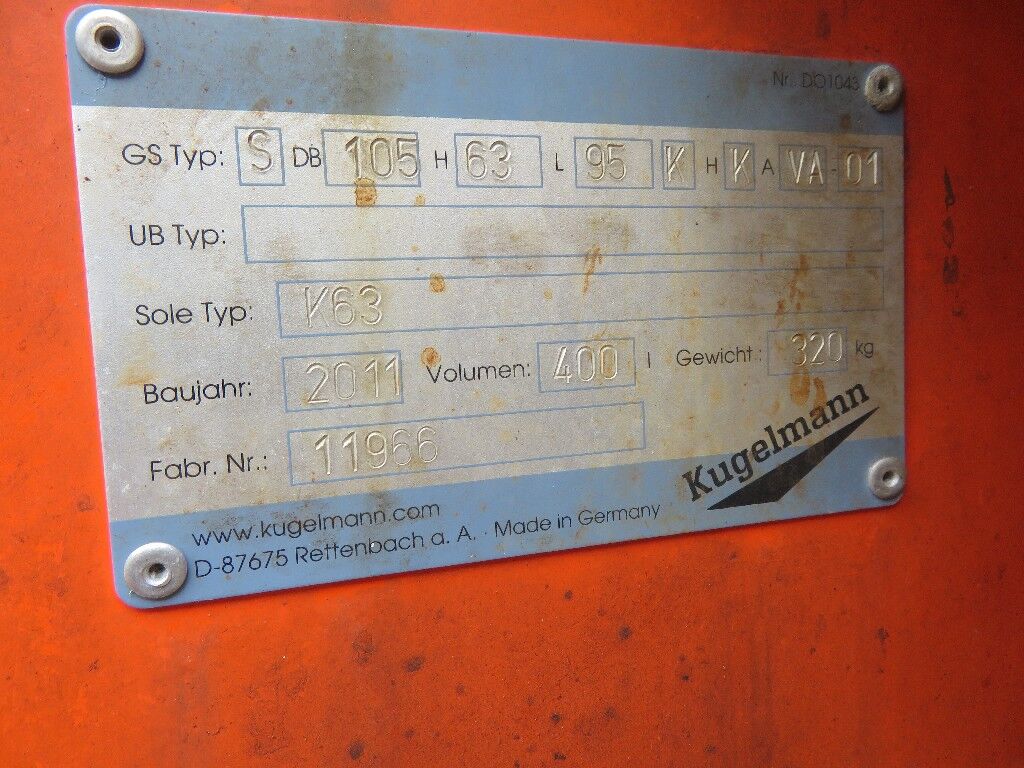 Nr. DO1043
GS Typ: S DB 105 H 63 L 95 K H K A VA-01
UB Typ:
Sole Typ: K63
Baujahr: 2011 Volumen: 400 l Gewicht: 320 kg
Fabr. Nr.: 11966
Kugelmann
www.kugelmann.com
D-87675 Rettenbach a. A. · Made in Germany